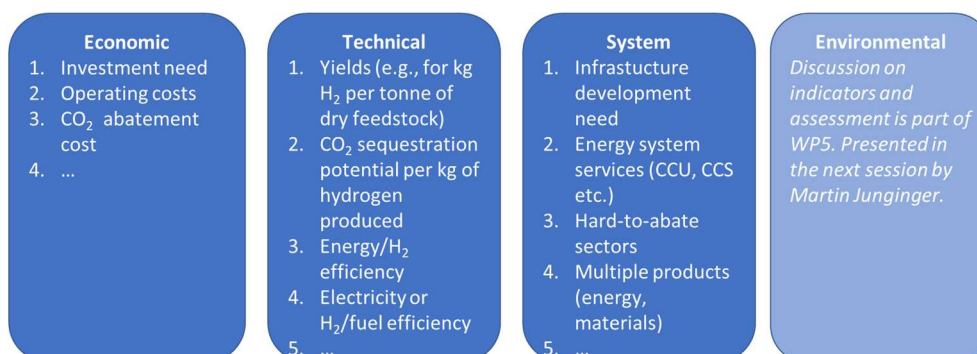 Economic
1. Investment need
2. Operating costs
3. CO₂ abatement
cost
4. ...
Technical
1. Yields (e.g., for kg
H₂ per tonne of
dry feedstock)
2. CO₂ sequestration
potential per kg of
hydrogen
produced
3. Energy/H₂
efficiency
4. Electricity or
H₂/fuel efficiency
5. ...
System
1. Infrastucture
development
need
2. Energy system
services (CCU, CCS
etc.)
3. Hard-to-abate
sectors
4. Multiple products
(energy,
materials)
5. ...
Environmental
Discussion on
indicators and
assessment is part of
WP5. Presented in
the next session by
Martin Junginger.